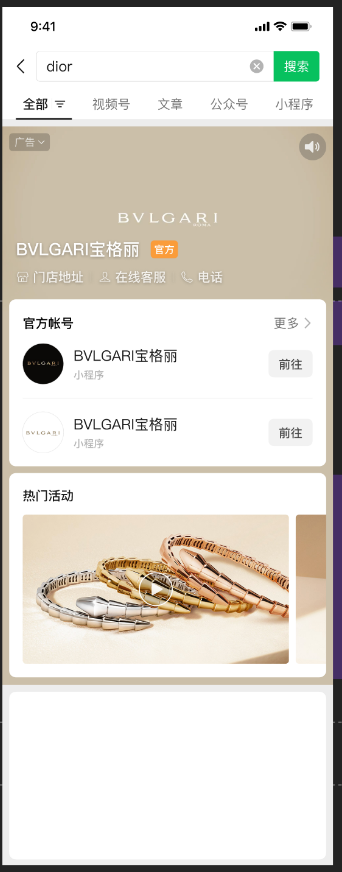 9:41
dior
搜索
全部
视频号
文章
公众号
小程序
广告
BVLGARI
BVLGARI宝格丽
官方
门店地址
在线客服
电话
官方帐号
更多
BVLGARI
BVLGARI宝格丽
小程序
前往
BVLGARI
BVLGARI宝格丽
小程序
前往
热门活动